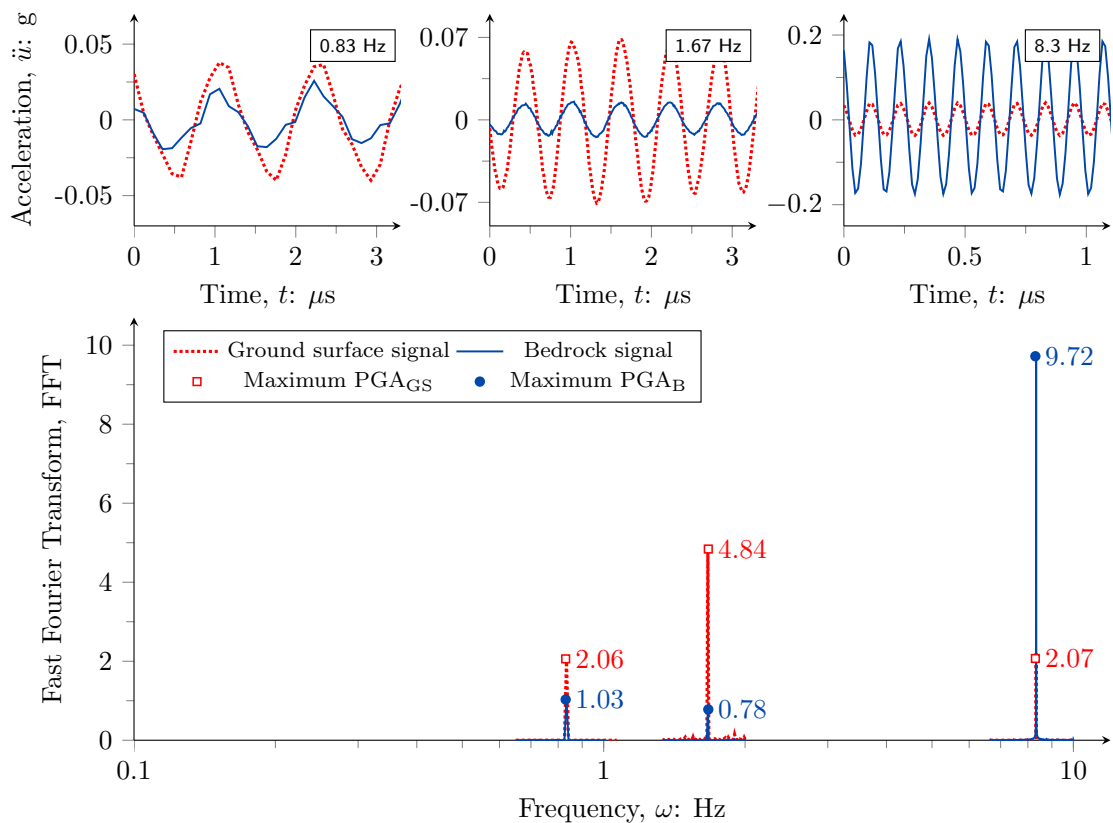 Acceleration, ü: g
0.05
0
-0.05
0.83 Hz
0 1 2 3
Time, t: μs
0.07
0
-0.07
1.67 Hz
0 1 2 3
Time, t: μs
0.2
0
−0.2
8.3 Hz
0 0.5 1
Time, t: μs
Fast Fourier Transform, FFT
10
8
6
4
2
0
Ground surface signal Bedrock signal
Maximum PGA_GS Maximum PGA_B
9.72
4.84
2.06
2.07
1.03
0.78
0.1 1 10
Frequency, ω: Hz